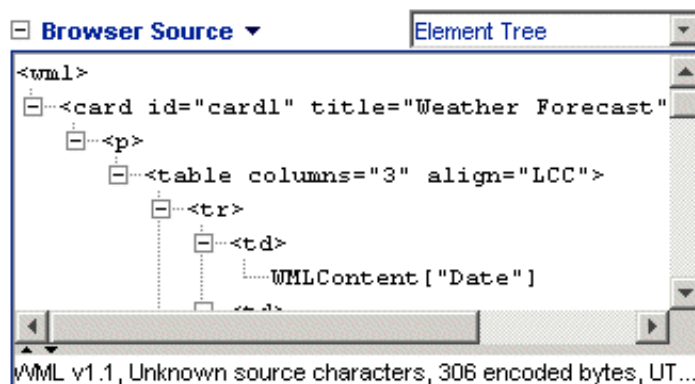 Browser Source
Element Tree
<wml>
<card id="card1" title="Weather Forecast"
<p>
<table columns="3" align="LCC">
<tr>
<td>
WMLContent["Date"]
<td>
WML v1.1, Unknown source characters, 306 encoded bytes, UT...